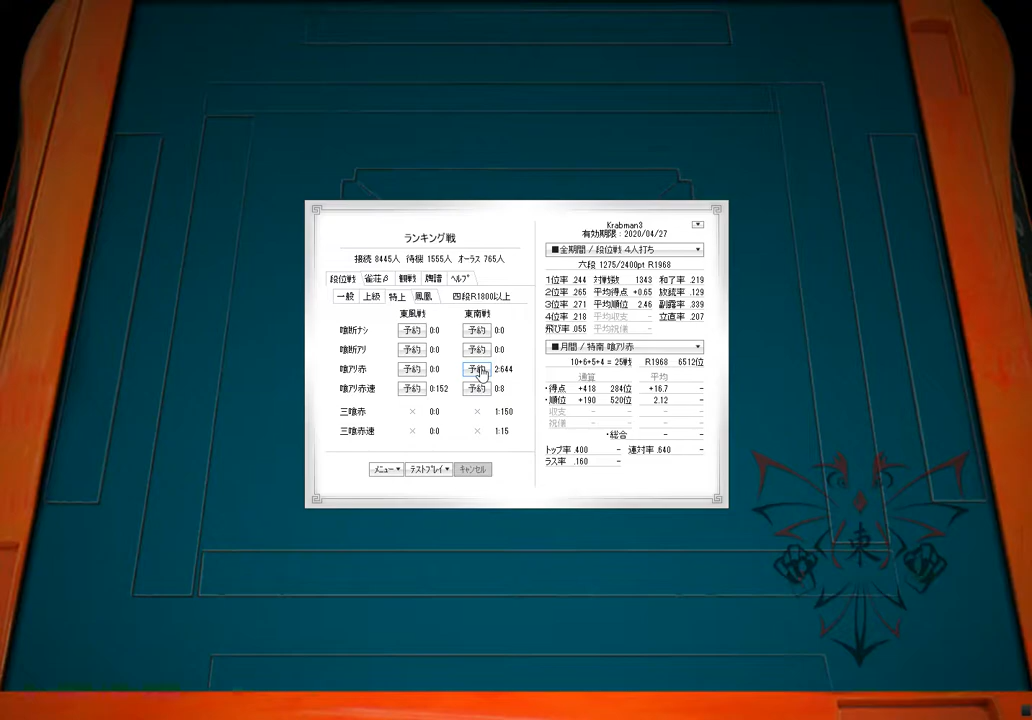 ランキング戦
接続 8445人 待機 1555人 オーラス 765人
段位戦 雀荘β 観戦 牌譜 ヘルプ
一般 上級 特上 鳳凰 四段R1800以上
東風戦 東南戦
喰断ナシ 予約 0:0 予約 0:0
喰断アリ 予約 0:0 予約 0:0
喰アリ赤 予約 0:0 予約 2:644
喰アリ赤速 予約 0:152 予約 0:8
三喰赤 × 0:0 × 1:150
三喰赤速 × 0:0 × 1:15
メニュー▼ テストプレイ▼ キャンセル
Krabman3
有効期限 : 2020/04/27
■全期間 / 段位戦 4人打ち
六段 1275/2400pt R1968
1位率 .244 対戦数 1343 和了率 .219
2位率 .265 平均得点 +0.65 放銃率 .129
3位率 .271 平均順位 2.46 副露率 .339
4位率 .218 平均収支 - 立直率 .207
飛び率 .055 平均祝儀 -
■月間 / 特南 喰アリ赤
10+6+5+4 = 25戦 R1968 6512位
通算 平均
・得点 +418 284位 +16.7 -
・順位 +190 520位 2.12 -
収支 - - - -
祝儀 - - - -
・総合 - -
トップ率 .400 - 連対率 .640 -
ラス率 .160 -
東